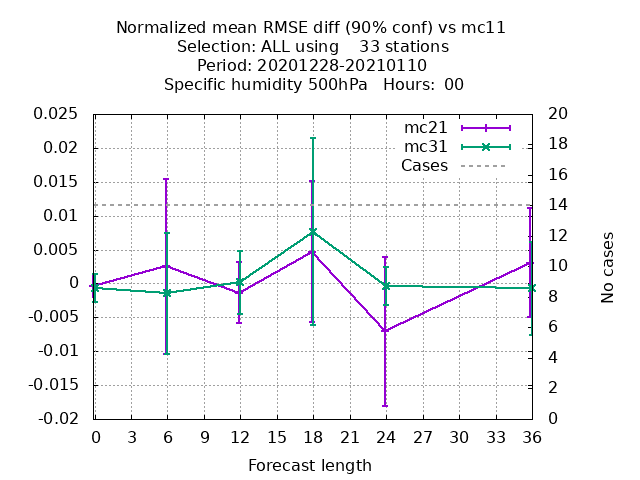 Normalized mean RMSE diff (90% conf) vs mc11
Selection: ALL using 33 stations
Period: 20201228-20210110
Specific humidity 500hPa Hours: 00
mc21
mc31
Cases
0.025
0.02
0.015
0.01
0.005
0
-0.005
-0.01
-0.015
-0.02
20
18
16
14
12
10
8
6
4
2
0
No cases
0 3 6 9 12 15 18 21 24 27 30 33 36
Forecast length